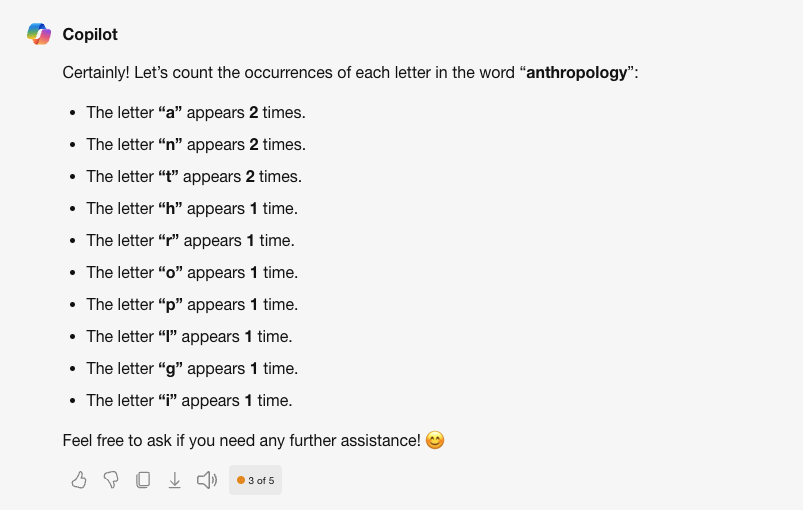 Copilot
Certainly! Let’s count the occurrences of each letter in the word “anthropology”:
• The letter “a” appears 2 times.
• The letter “n” appears 2 times.
• The letter “t” appears 2 times.
• The letter “h” appears 1 time.
• The letter “r” appears 1 time.
• The letter “o” appears 1 time.
• The letter “p” appears 1 time.
• The letter “l” appears 1 time.
• The letter “g” appears 1 time.
• The letter “i” appears 1 time.
Feel free to ask if you need any further assistance! 😊
3 of 5